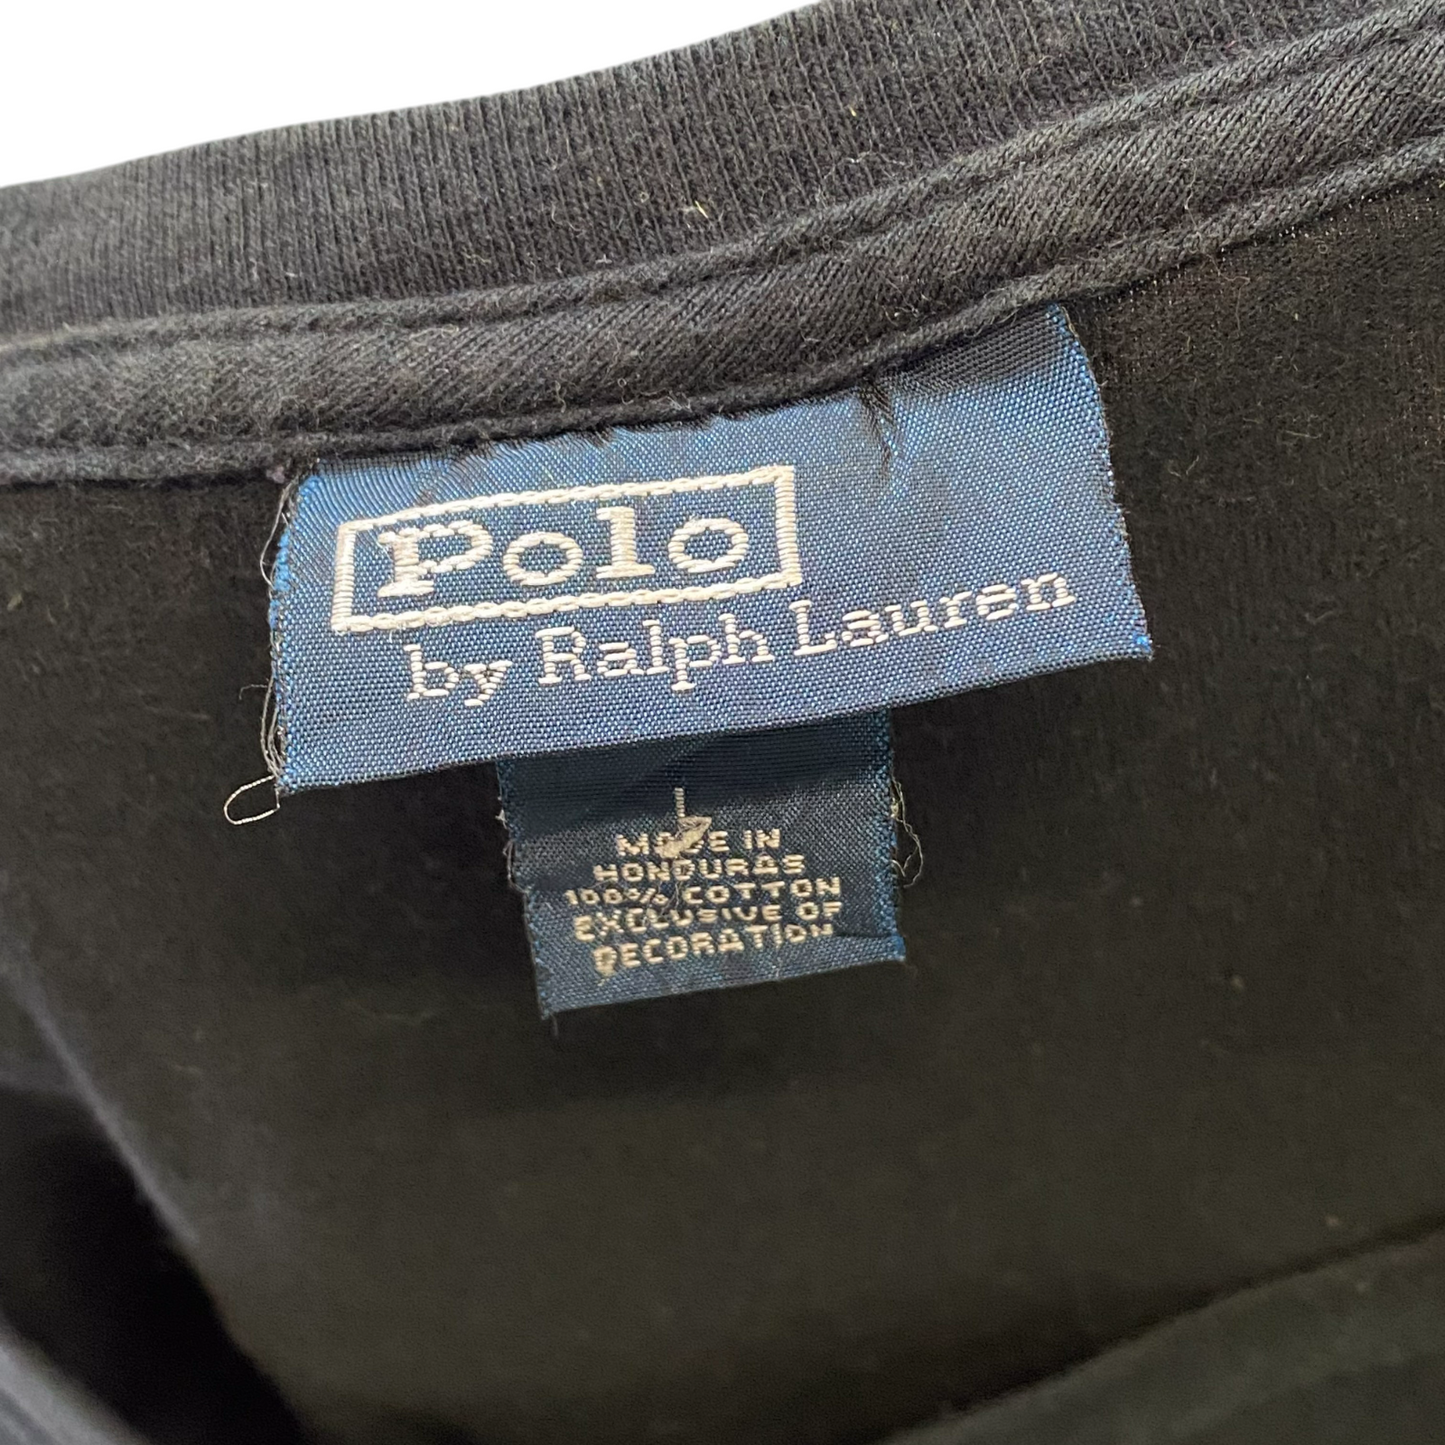 Polo
by Ralph Lauren
L
MADE IN
HONDURAS
100% COTTON
EXCLUSIVE OF
DECORATION